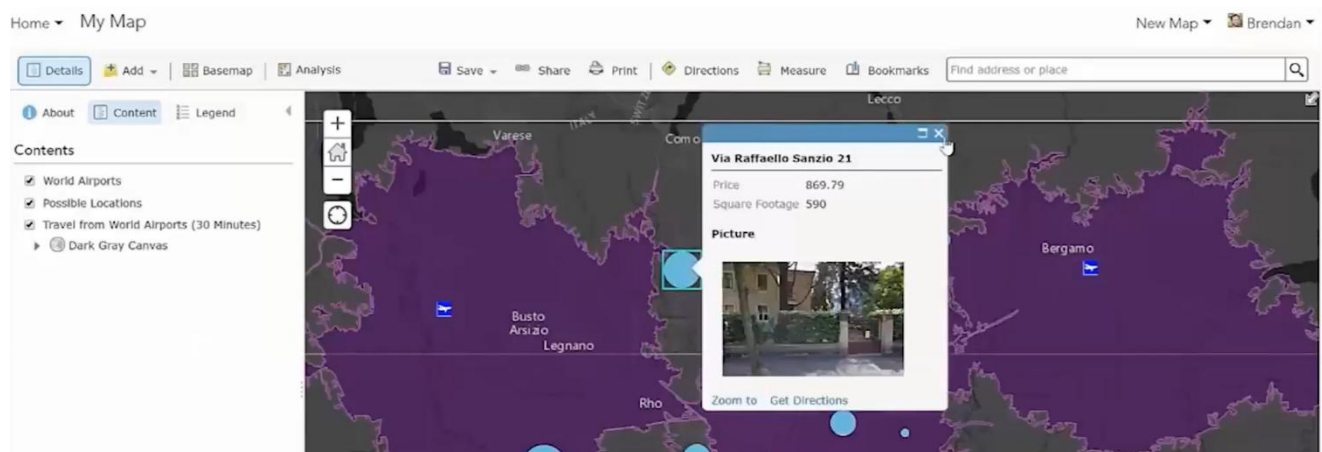 Home My Map New Map Brendan
Details Add Basemap Analysis Save Share Print Directions Measure Bookmarks Find address or place
About Content Legend
Contents
World Airports
Possible Locations
Travel from World Airports (30 Minutes)
Dark Gray Canvas
Lecco
ITALY
Varese
Como
Via Raffaello Sanzio 21
Price 869.79
Square Footage 590
Picture
Bergamo
Busto
Arsizio
Legnano
Rho
Zoom to Get Directions